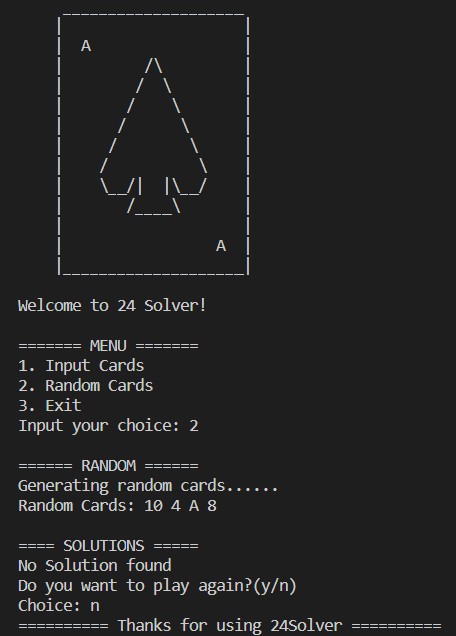 A
A
Welcome to 24 Solver!
======= MENU =======
1. Input Cards
2. Random Cards
3. Exit
Input your choice: 2
====== RANDOM ======
Generating random cards......
Random Cards: 10 4 A 8
==== SOLUTIONS =====
No Solution found
Do you want to play again?(y/n)
Choice: n
========== Thanks for using 24Solver ==========